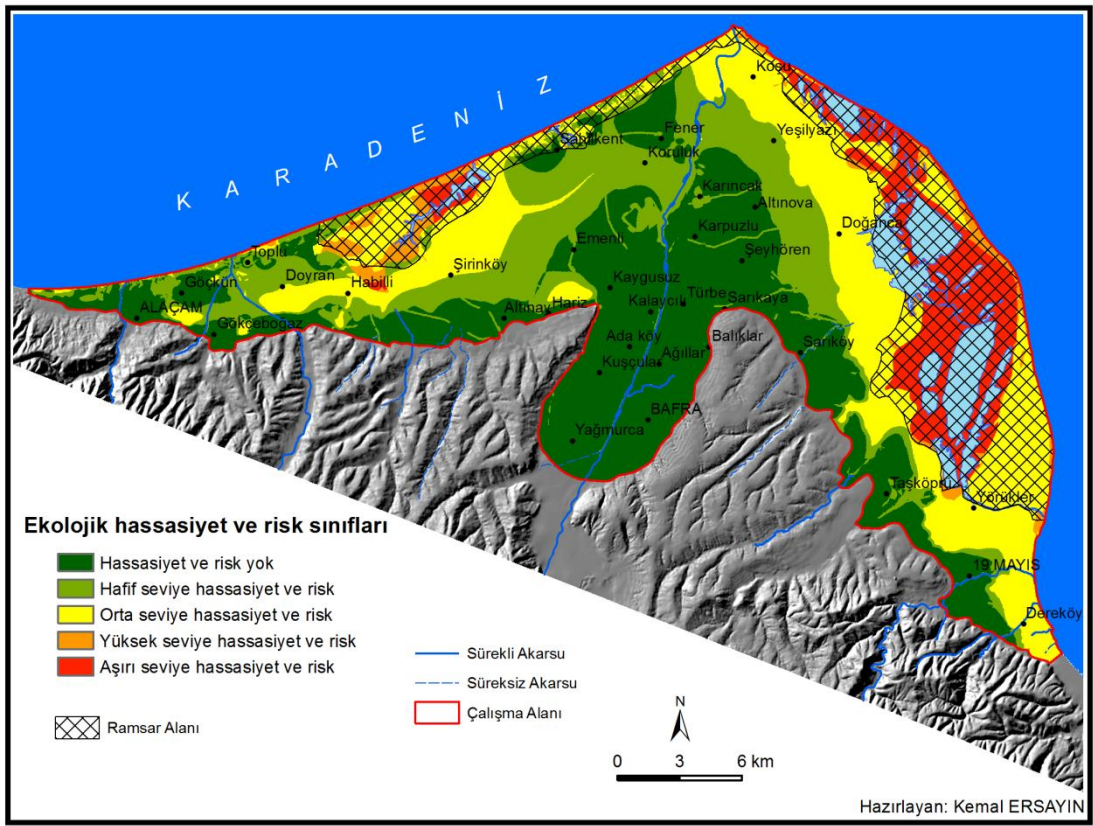 KARADENİZ
Koşu
Fener
Yeşilyazı
Sahilkent
Koruluk
Karıncak
Altınova
Doğanca
Karpuzlu
Emenli
Toplu
Şeyhören
Şirinköy
Doyran
Kaygusuz
Göçkün
Habilli
Türbe
Hariz
Kalaycılı
Sarıkaya
Altınay
ALAÇAM
Gökceboğaz
Ada köy
Balıklar
Ağıllar
Sarıköy
Kuşçular
BAFRA
Yağmurca
Taşköprü
Yörükler
19 MAYIS
Dereköy
Ekolojik hassasiyet ve risk sınıfları
Hassasiyet ve risk yok
Hafif seviye hassasiyet ve risk
Orta seviye hassasiyet ve risk
Yüksek seviye hassasiyet ve risk
Aşırı seviye hassasiyet ve risk
Ramsar Alanı
Sürekli Akarsu
Süreksiz Akarsu
Çalışma Alanı
N
0 3 6 km
Hazırlayan: Kemal ERSAYIN